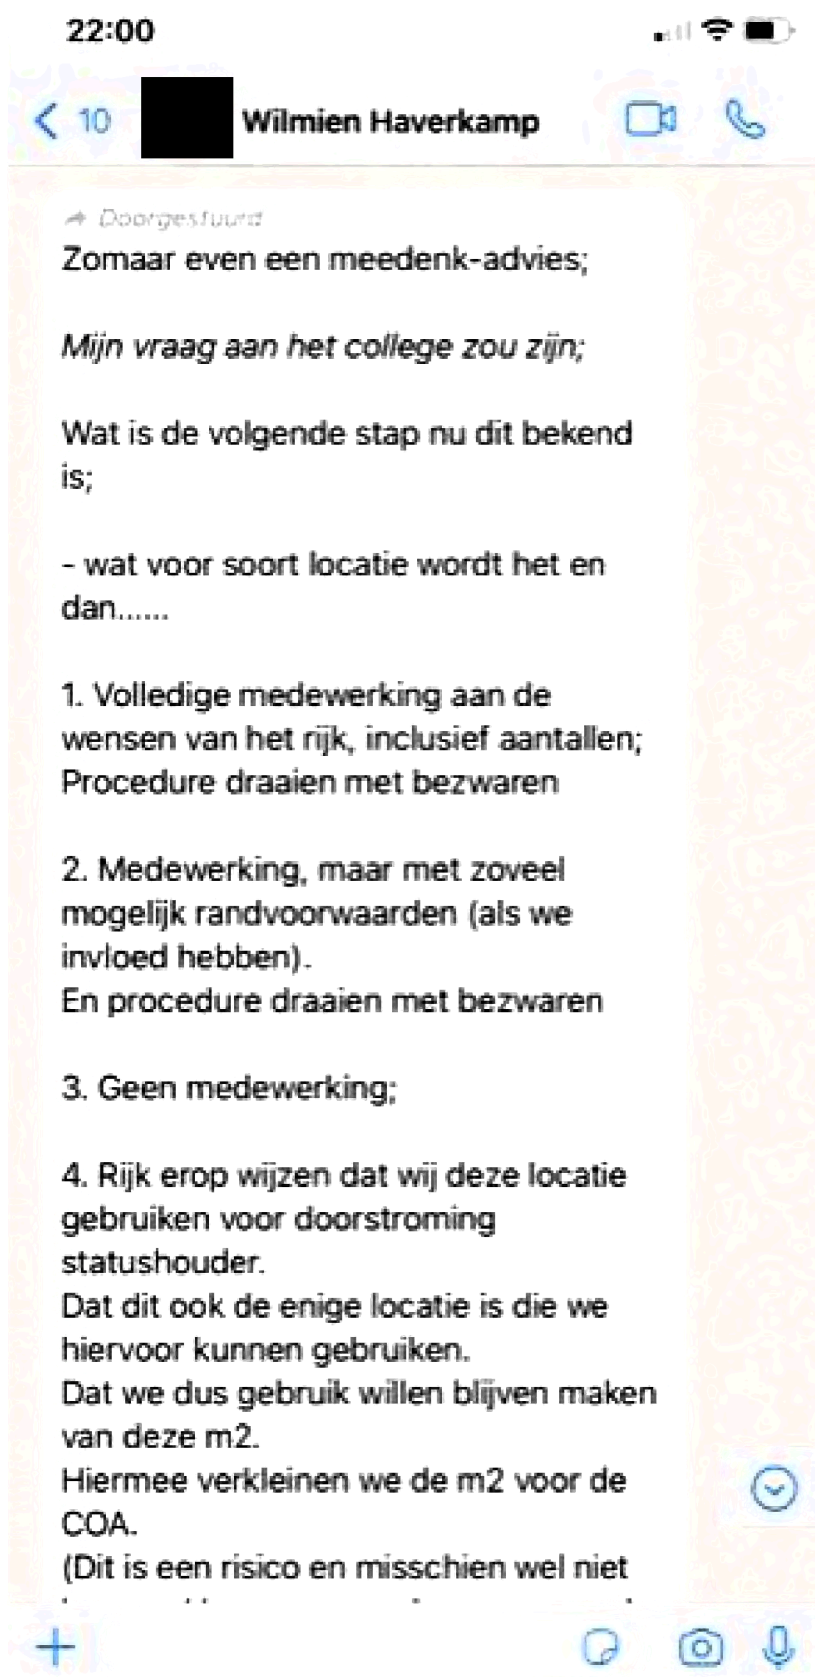 22:00
10 Wilmien Haverkamp
Doorgestuurd
Zomaar even een meedenk-advies;
Mijn vraag aan het college zou zijn;
Wat is de volgende stap nu dit bekend
is;
- wat voor soort locatie wordt het en
dan......
1. Volledige medewerking aan de
wensen van het rijk, inclusief aantallen;
Procedure draaien met bezwaren
2. Medewerking, maar met zoveel
mogelijk randvoorwaarden (als we
invloed hebben).
En procedure draaien met bezwaren
3. Geen medewerking;
4. Rijk erop wijzen dat wij deze locatie
gebruiken voor doorstroming
statushouder.
Dat dit ook de enige locatie is die we
hiervoor kunnen gebruiken.
Dat we dus gebruik willen blijven maken
van deze m2.
Hiermee verkleinen we de m2 voor de
COA.
(Dit is een risico en misschien wel niet